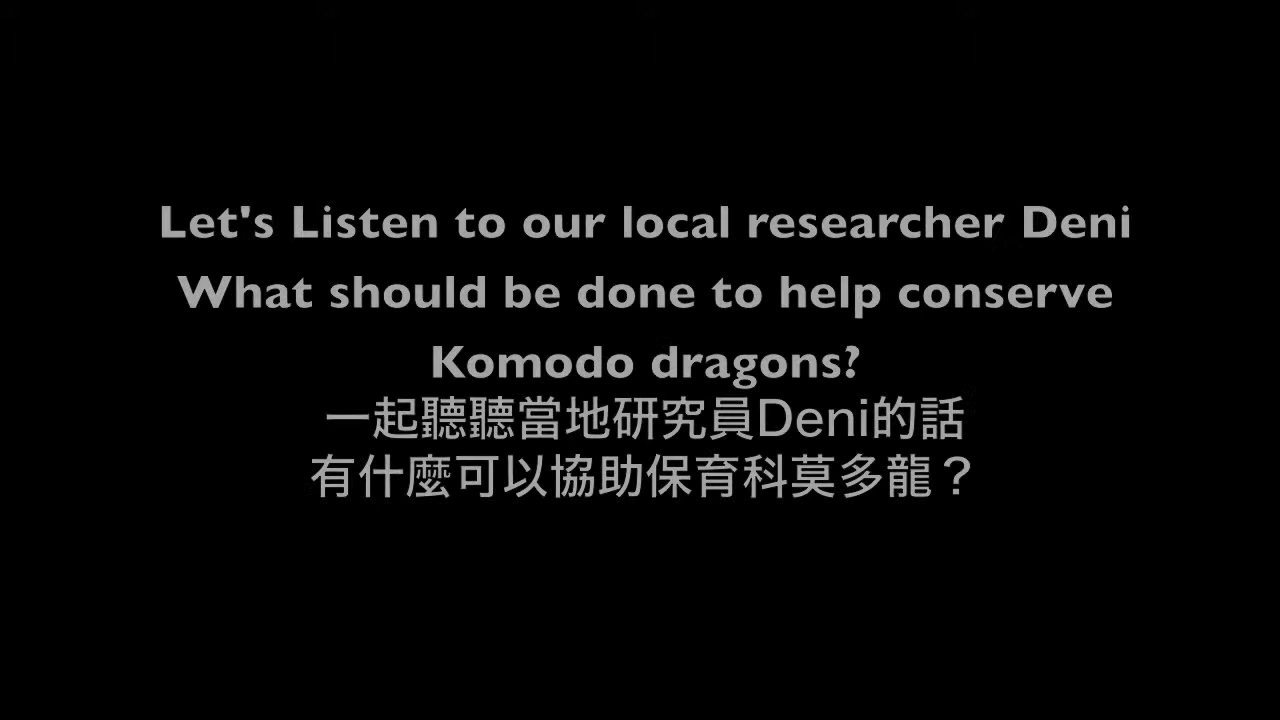 Let's Listen to our local researcher Deni
What should be done to help conserve
Komodo dragons?
一起聽聽當地研究員Deni的話
有什麼可以協助保育科莫多龍？